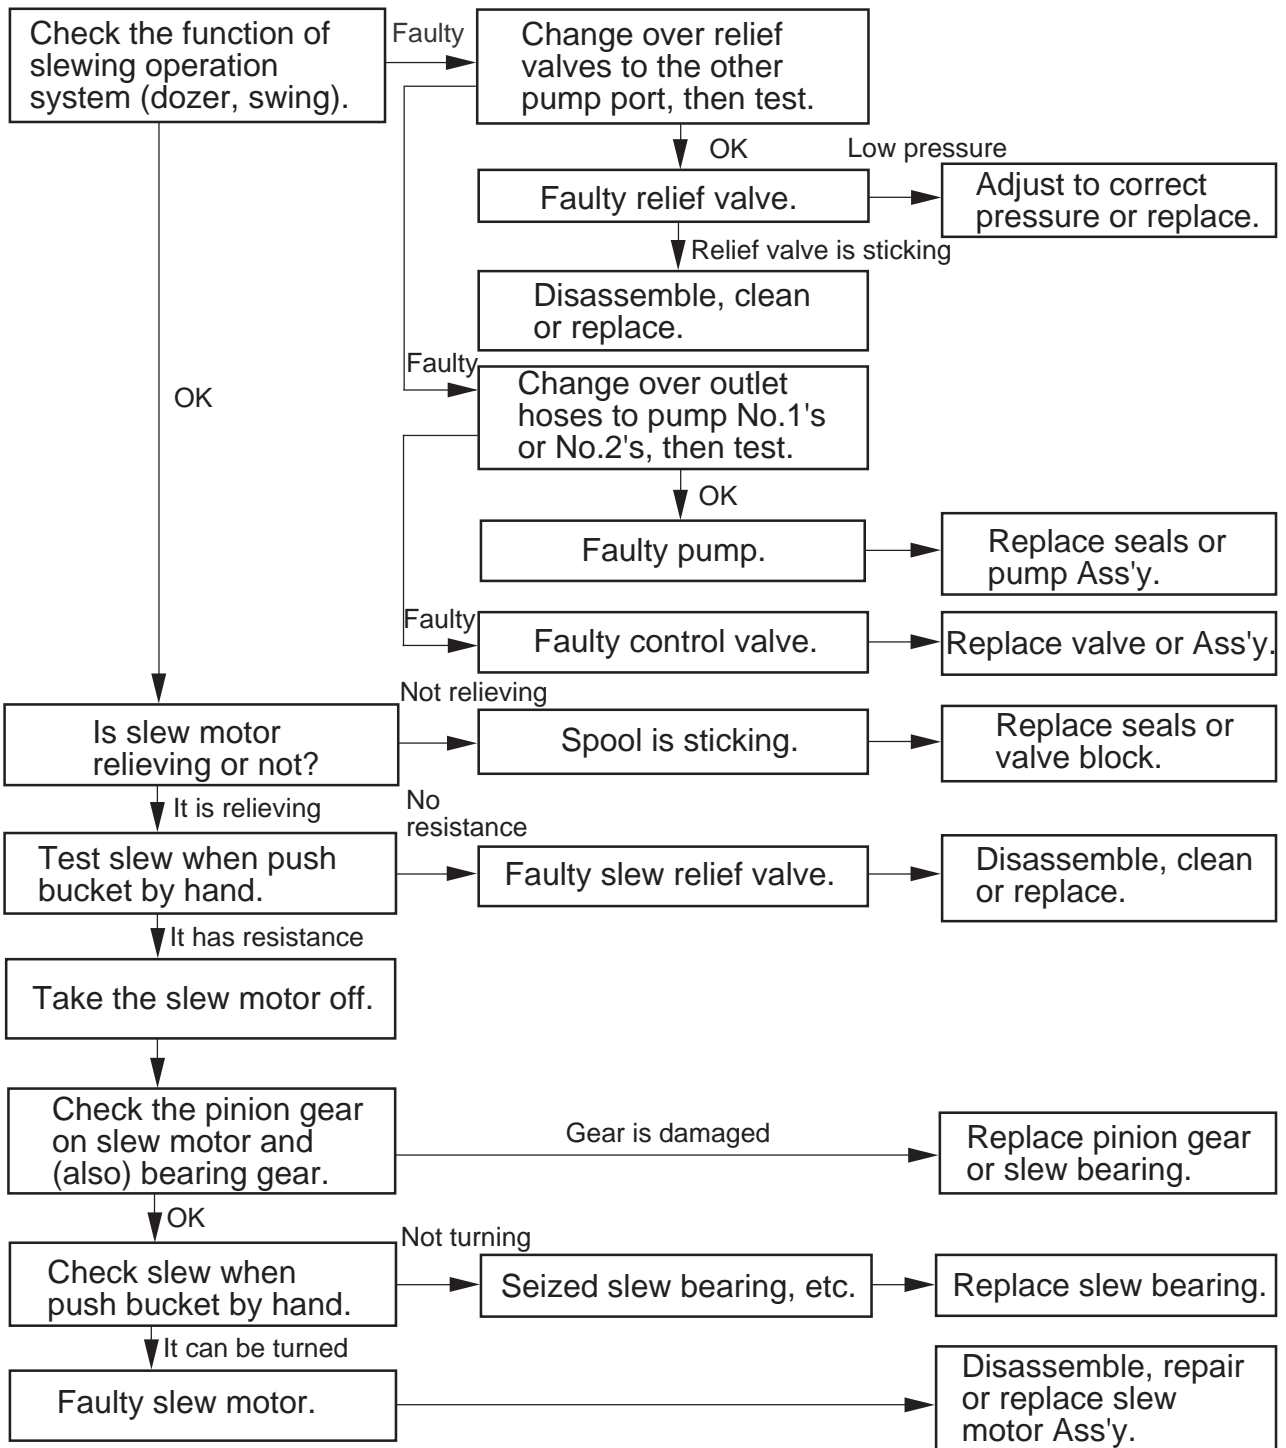 Check the function of
slewing operation
system (dozer, swing).
Faulty
Change over relief
valves to the other
pump port, then test.
OK
Low pressure
Faulty relief valve.
Adjust to correct
pressure or replace.
Relief valve is sticking
Disassemble, clean
or replace.
Faulty
Change over outlet
hoses to pump No.1's
or No.2's, then test.
OK
OK
Faulty pump.
Replace seals or
pump Ass'y.
Faulty
Faulty control valve.
Replace valve or Ass'y.
Is slew motor
relieving or not?
Not relieving
Spool is sticking.
Replace seals or
valve block.
It is relieving
Test slew when push
bucket by hand.
No
resistance
Faulty slew relief valve.
Disassemble, clean
or replace.
It has resistance
Take the slew motor off.
Check the pinion gear
on slew motor and
(also) bearing gear.
Gear is damaged
Replace pinion gear
or slew bearing.
OK
Check slew when
push bucket by hand.
Not turning
Seized slew bearing, etc.
Replace slew bearing.
It can be turned
Faulty slew motor.
Disassemble, repair
or replace slew
motor Ass'y.